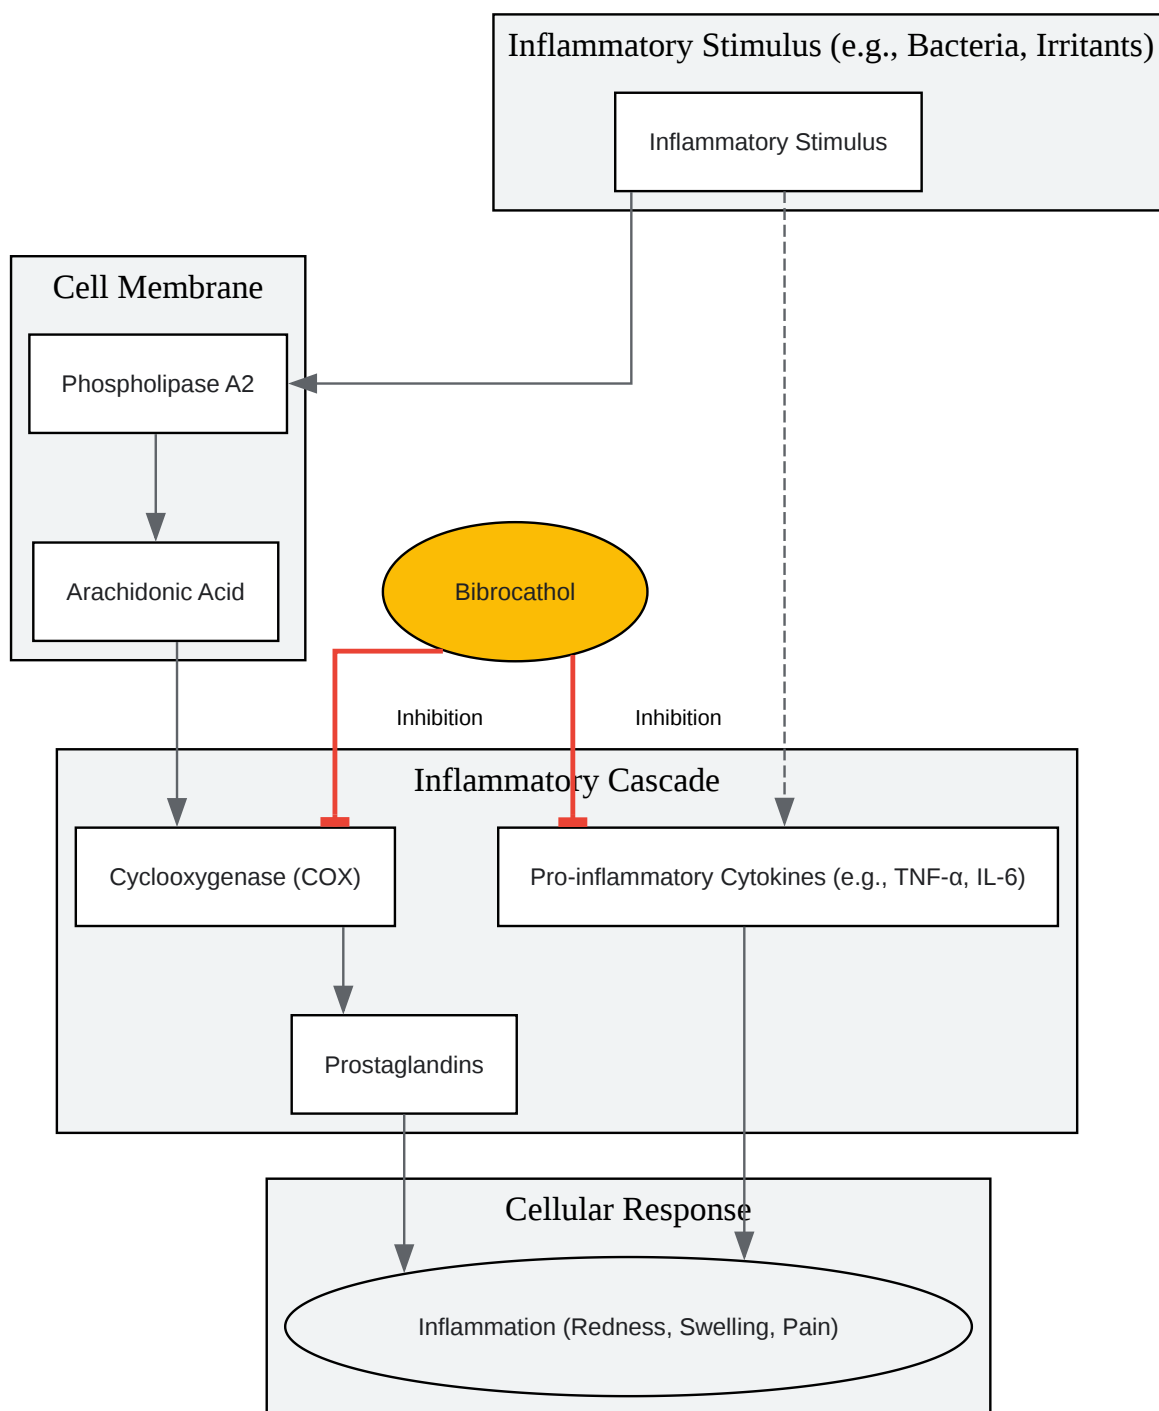 Inflammatory Stimulus (e.g., Bacteria, Irritants)
Inflammatory Stimulus
Cell Membrane
Phospholipase A2
Arachidonic Acid
Bibrocathol
Inhibition
Inhibition
Inflammatory Cascade
Cyclooxygenase (COX)
Pro-inflammatory Cytokines (e.g., TNF-α, IL-6)
Prostaglandins
Cellular Response
Inflammation (Redness, Swelling, Pain)